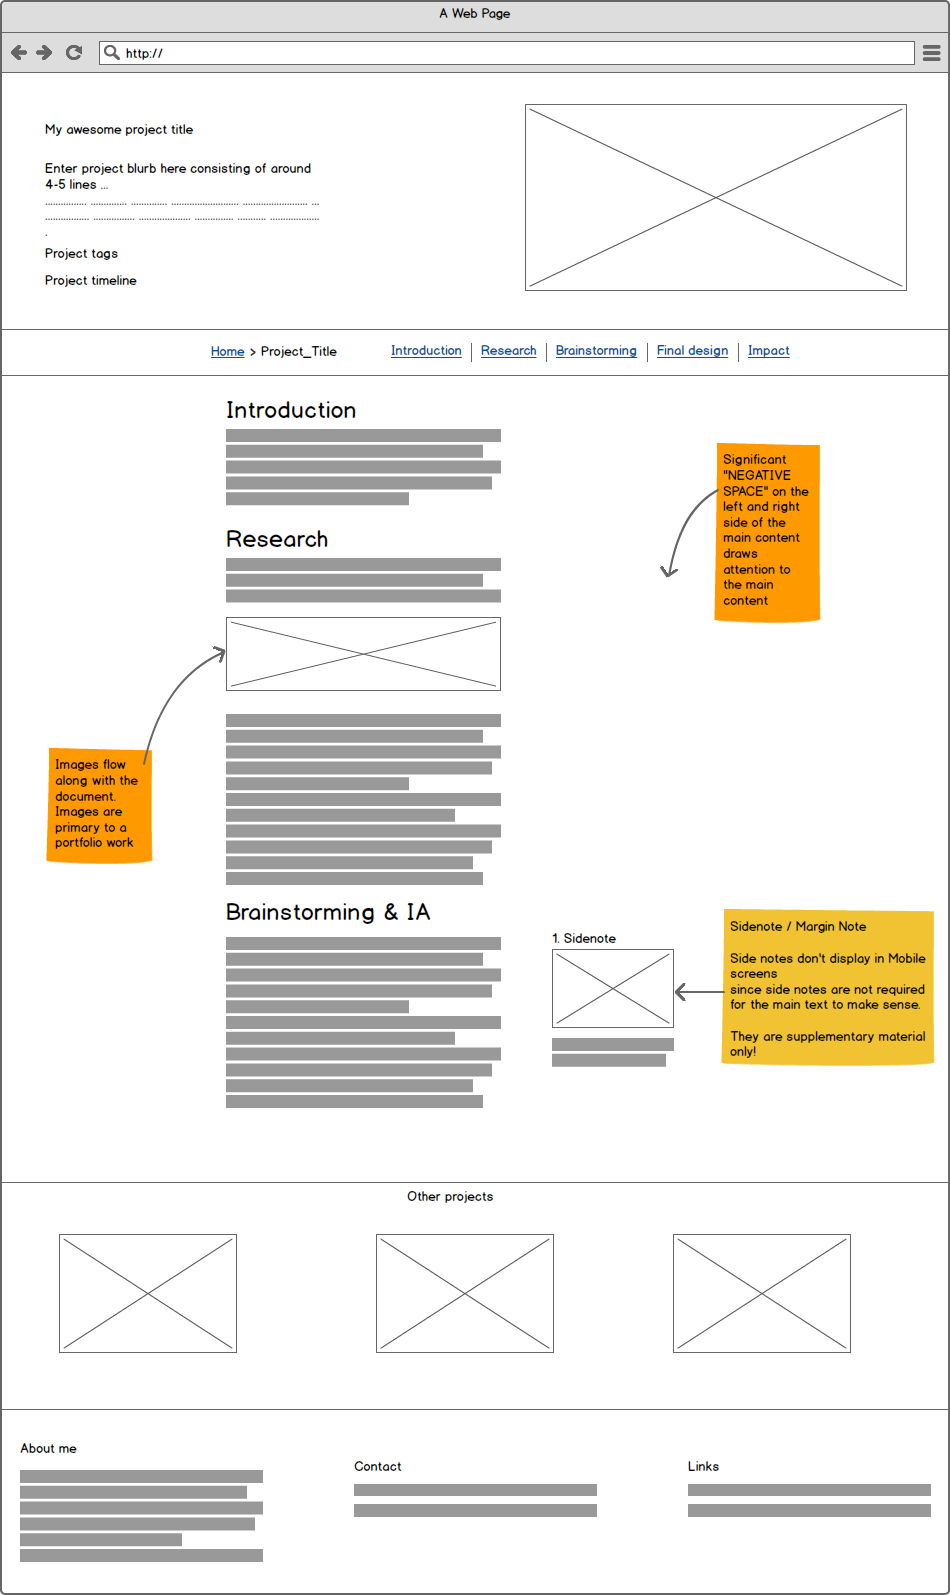 A Web Page
http://
My awesome project title
Enter project blurb here consisting of around
4-5 lines ...
................ .............. .............. .......................... ......................... ...
................. ................ .................... ............... ........... ...................
.
Project tags
Project timeline
Home > Project_Title
Introduction
Research
Brainstorming
Final design
Impact
Introduction
Significant
"NEGATIVE
SPACE" on the
left and right
side of the
main content
draws
attention to
the main
content
Research
Images flow
along with the
document.
Images are
primary to a
portfolio work
Brainstorming & IA
1. Sidenote
Sidenote / Margin Note
Side notes don't display in Mobile
screens
since side notes are not required
for the main text to make sense.
They are supplementary material
only!
Other projects
About me
Contact
Links